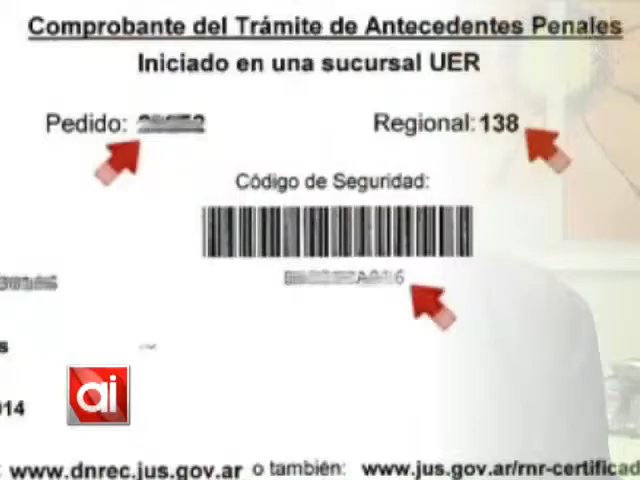 Comprobante del Trámite de Antecedentes Penales
Iniciado en una sucursal UER
Pedido:
Regional: 138
Código de Seguridad:
014
ai
www.dnrec.jus.gov.ar o también: www.jus.gov.ar/rnr-certificad